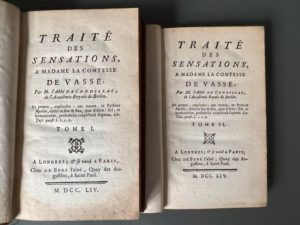 TRAITÉ
DES
SENSATIONS,
A MADAME LA COMTESSE
DE VASSÉ.
Par M. l'Abbé DE CONDILLAC,
de l'Académie Royale de Berlin.
TOME I.
A LONDRES, & se vend à PARIS,
Chez DE BURE l'aîné, Quay des Au-
gustins, à Saint Paul.
M. DCC. LIV.
TRAITÉ
DES
SENSATIONS,
A MADAME LA COMTESSE
DE VASSÉ.
Par M. l'Abbé DE CONDILLAC,
de l'Académie Royale de Berlin.
TOME II.
A LONDRES, & se vend à PARIS,
Chez DE BURE l'aîné, Quay des Au-
gustins, à Saint Paul.
M. DCC. LIV.